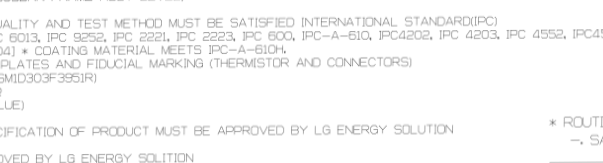 UALITY AND TEST METHOD MUST BE SATISFIED INTERNATIONAL STANDARD(IPC)
C 6013, IPC 9252, IPC 2221, IPC 2223, IPC 600, IPC-A-610, IPC4202, IPC 4203, IPC 4552, IPC45
04] * COATING MATERIAL MEETS IPC-A-610H.
PLATES AND FIDUCIAL MARKING (THERMISTOR AND CONNECTORS)
SM1D303F3951R)
LUE)
CIFICATION OF PRODUCT MUST BE APPROVED BY LG ENERGY SOLUTION
* ROUTI
-. SA
OVED BY LG ENERGY SOLITION